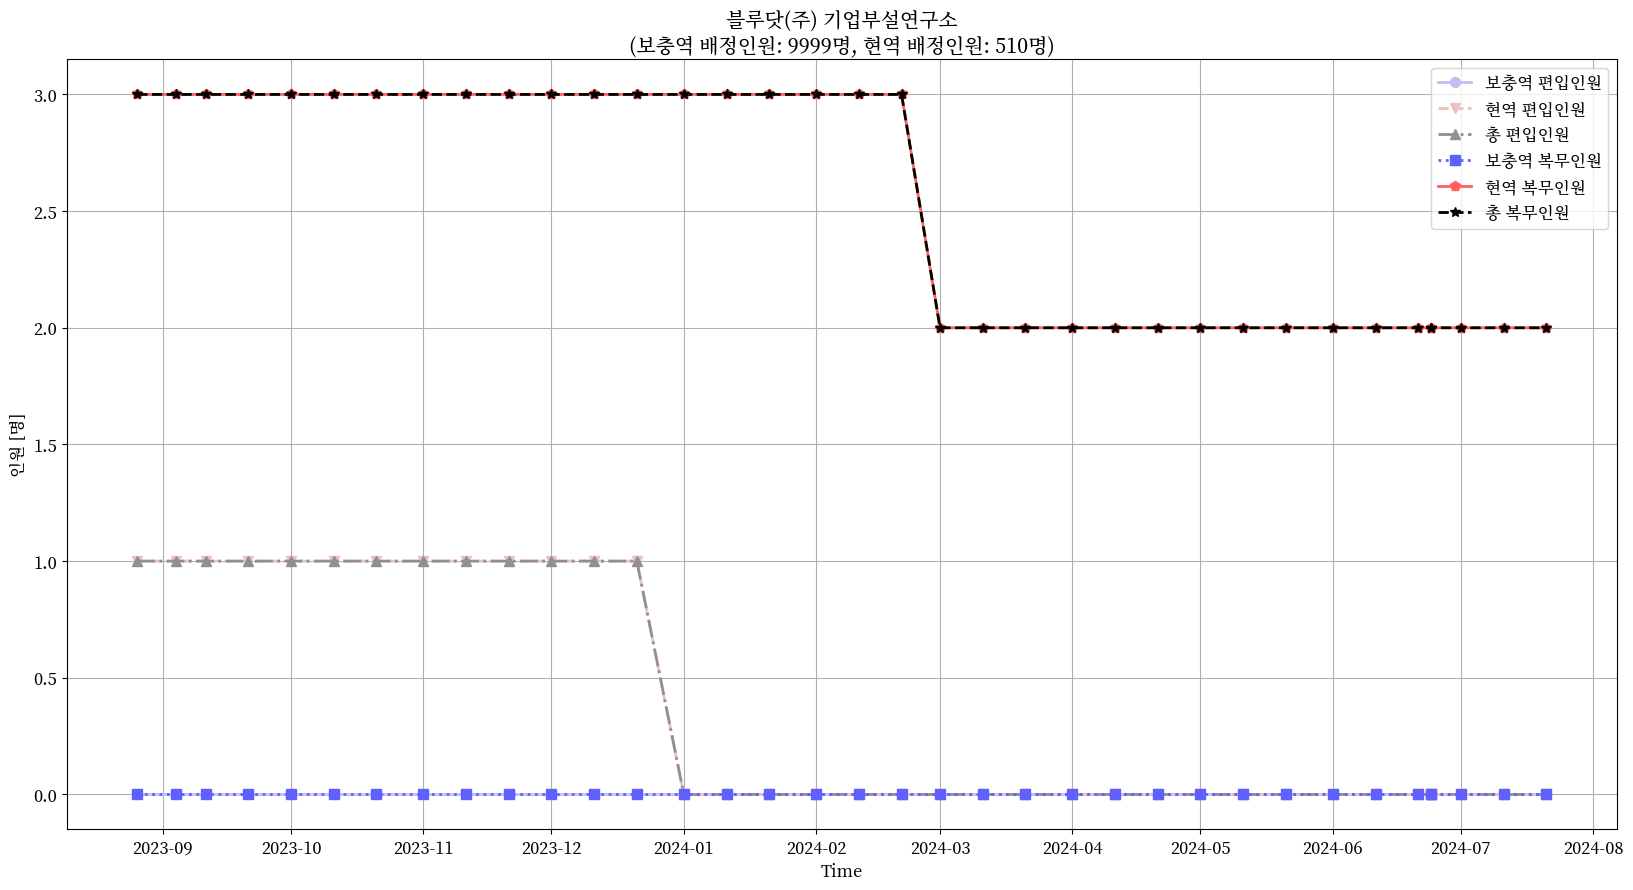 블루닷(주) 기업부설연구소
(보충역 배정인원: 9999명, 현역 배정인원: 510명)
보충역 편입인원
현역 편입인원
총 편입인원
보충역 복무인원
현역 복무인원
총 복무인원
인원 [명]
3.0
2.5
2.0
1.5
1.0
0.5
0.0
2023-09 2023-10 2023-11 2023-12 2024-01 2024-02 2024-03 2024-04 2024-05 2024-06 2024-07 2024-08
Time